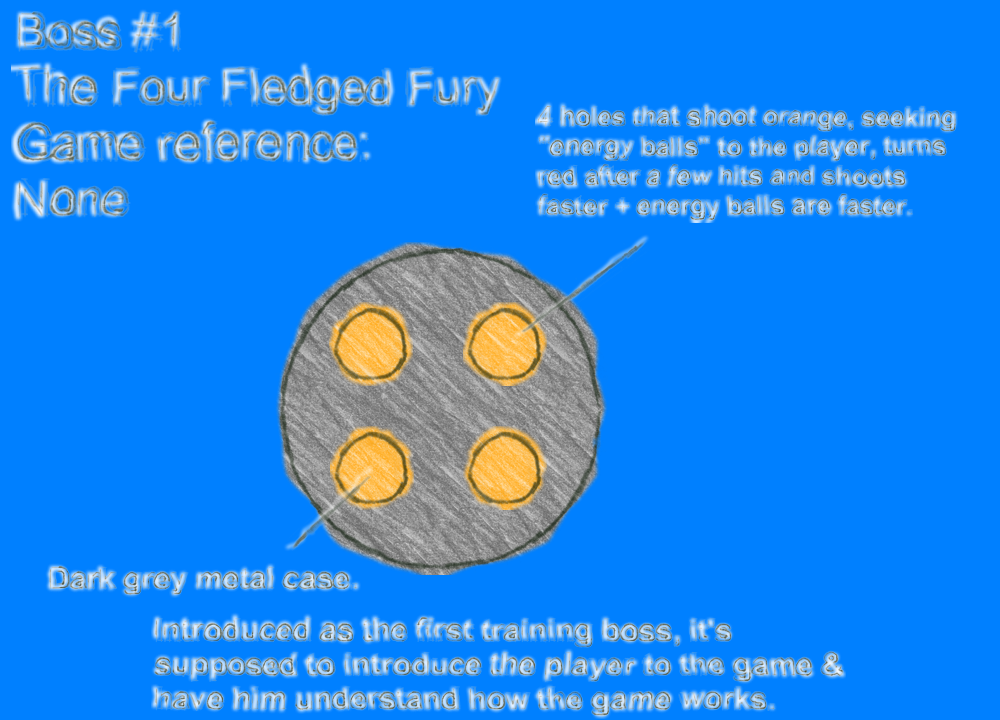 Boss #1
The Four Fledged Fury
Game reference:
None
4 holes that shoot orange, seeking
"energy balls" to the player, turns
red after a few hits and shoots
faster + energy balls are faster.
Dark grey metal case.
Introduced as the first training boss, it's
supposed to introduce the player to the game &
have him understand how the game works.